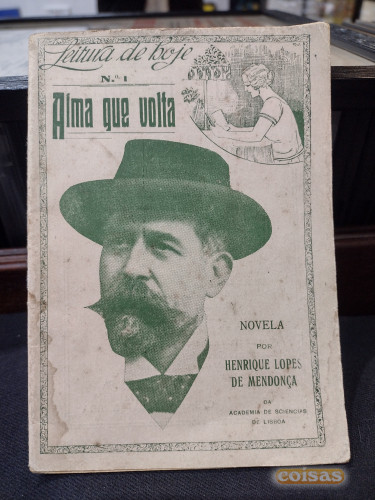 Leitura de hoje
N.º 1
Alma que volta
NOVELA
POR
HENRIQUE LOPES
DE MENDONÇA
DA
ACADEMIA DE SCIENCIAS
DE LISBOA
coisas